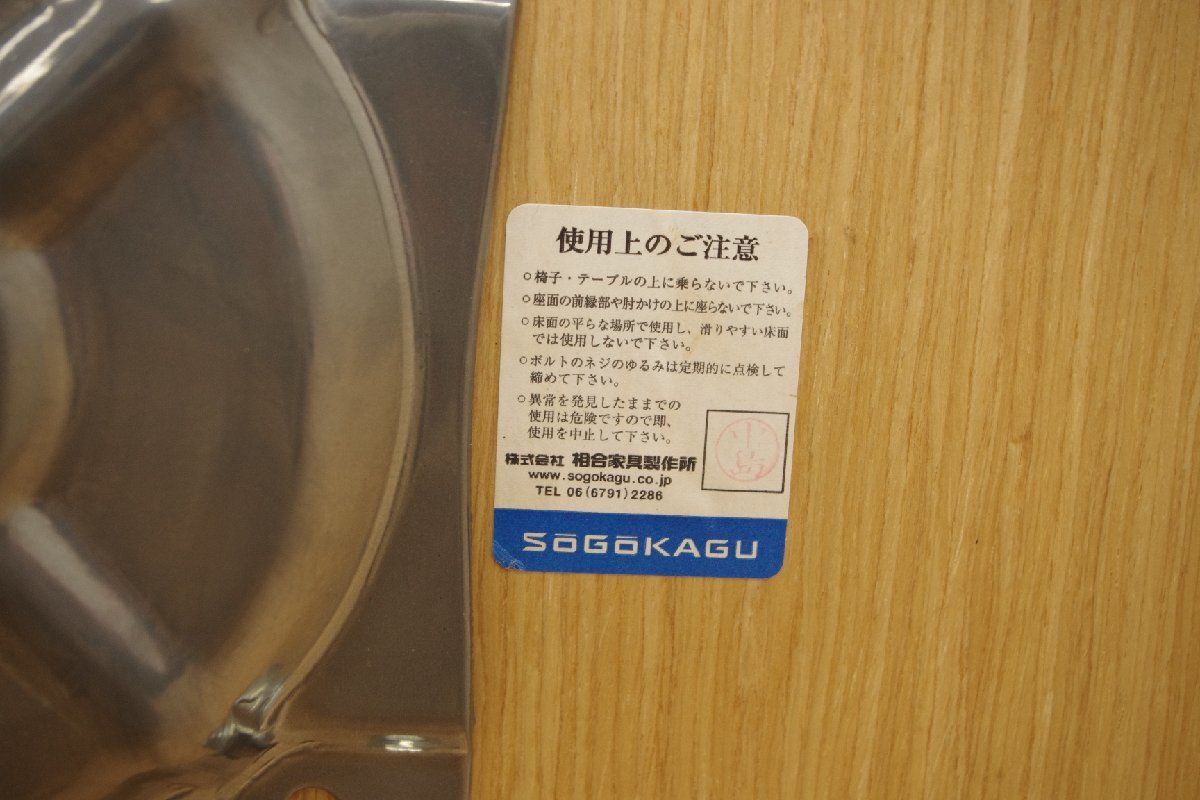 使用上のご注意
○椅子・テーブルの上に乗らないで下さい。
○座面の前縁部や肘かけの上に座らないで下さい。
○床面の平らな場所で使用し、滑りやすい床面
では使用しないで下さい。
○ボルトのネジのゆるみは定期的に点検して
締めて下さい。
○異常を発見したままでの
使用は危険ですので即、
使用を中止して下さい。
小島
株式会社 相合家具製作所
www.sogokagu.co.jp
TEL 06(6791)2286
SōGōKAGU